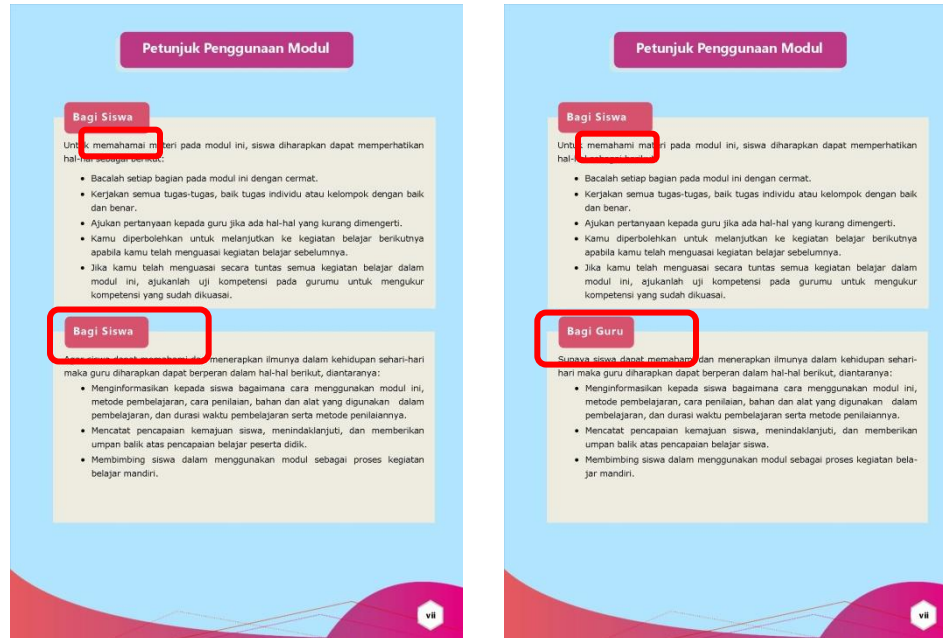 Petunjuk Penggunaan Modul
Bagi Siswa
Untuk memahamai materi pada modul ini, siswa diharapkan dapat memperhatikan
hal-hal sebagai berikut:
• Bacalah setiap bagian pada modul ini dengan cermat.
• Kerjakan semua tugas-tugas, baik tugas individu atau kelompok dengan baik
dan benar.
• Ajukan pertanyaan kepada guru jika ada hal-hal yang kurang dimengerti.
• Kamu diperbolehkan untuk melanjutkan ke kegiatan belajar berikutnya
apabila kamu telah menguasai kegiatan belajar sebelumnya.
• Jika kamu telah menguasai secara tuntas semua kegiatan belajar dalam
modul ini, ajukanlah uji kompetensi pada gurumu untuk mengukur
kompetensi yang sudah dikuasai.
Bagi Siswa
Agar siswa dapat memahami dan menerapkan ilmunya dalam kehidupan sehari-hari
maka guru diharapkan dapat berperan dalam hal-hal berikut, diantaranya:
• Menginformasikan kepada siswa bagaimana cara menggunakan modul ini,
metode pembelajaran, cara penilaian, bahan dan alat yang digunakan dalam
pembelajaran, dan durasi waktu pembelajaran serta metode penilaiannya.
• Mencatat pencapaian kemajuan siswa, menindaklanjuti, dan memberikan
umpan balik atas pencapaian belajar peserta didik.
• Membimbing siswa dalam menggunakan modul sebagai proses kegiatan
belajar mandiri.
vii
Petunjuk Penggunaan Modul
Bagi Siswa
Untuk memahami materi pada modul ini, siswa diharapkan dapat memperhatikan
hal-hal sebagai berikut:
• Bacalah setiap bagian pada modul ini dengan cermat.
• Kerjakan semua tugas-tugas, baik tugas individu atau kelompok dengan baik
dan benar.
• Ajukan pertanyaan kepada guru jika ada hal-hal yang kurang dimengerti.
• Kamu diperbolehkan untuk melanjutkan ke kegiatan belajar berikutnya
apabila kamu telah menguasai kegiatan belajar sebelumnya.
• Jika kamu telah menguasai secara tuntas semua kegiatan belajar dalam
modul ini, ajukanlah uji kompetensi pada gurumu untuk mengukur
kompetensi yang sudah dikuasai.
Bagi Guru
Supaya siswa dapat memahami dan menerapkan ilmunya dalam kehidupan sehari-
hari maka guru diharapkan dapat berperan dalam hal-hal berikut, diantaranya:
• Menginformasikan kepada siswa bagaimana cara menggunakan modul ini,
metode pembelajaran, cara penilaian, bahan dan alat yang digunakan dalam
pembelajaran, dan durasi waktu pembelajaran serta metode penilaiannya.
• Mencatat pencapaian kemajuan siswa, menindaklanjuti, dan memberikan
umpan balik atas pencapaian belajar siswa.
• Membimbing siswa dalam menggunakan modul sebagai proses kegiatan bela-
jar mandiri.
vii